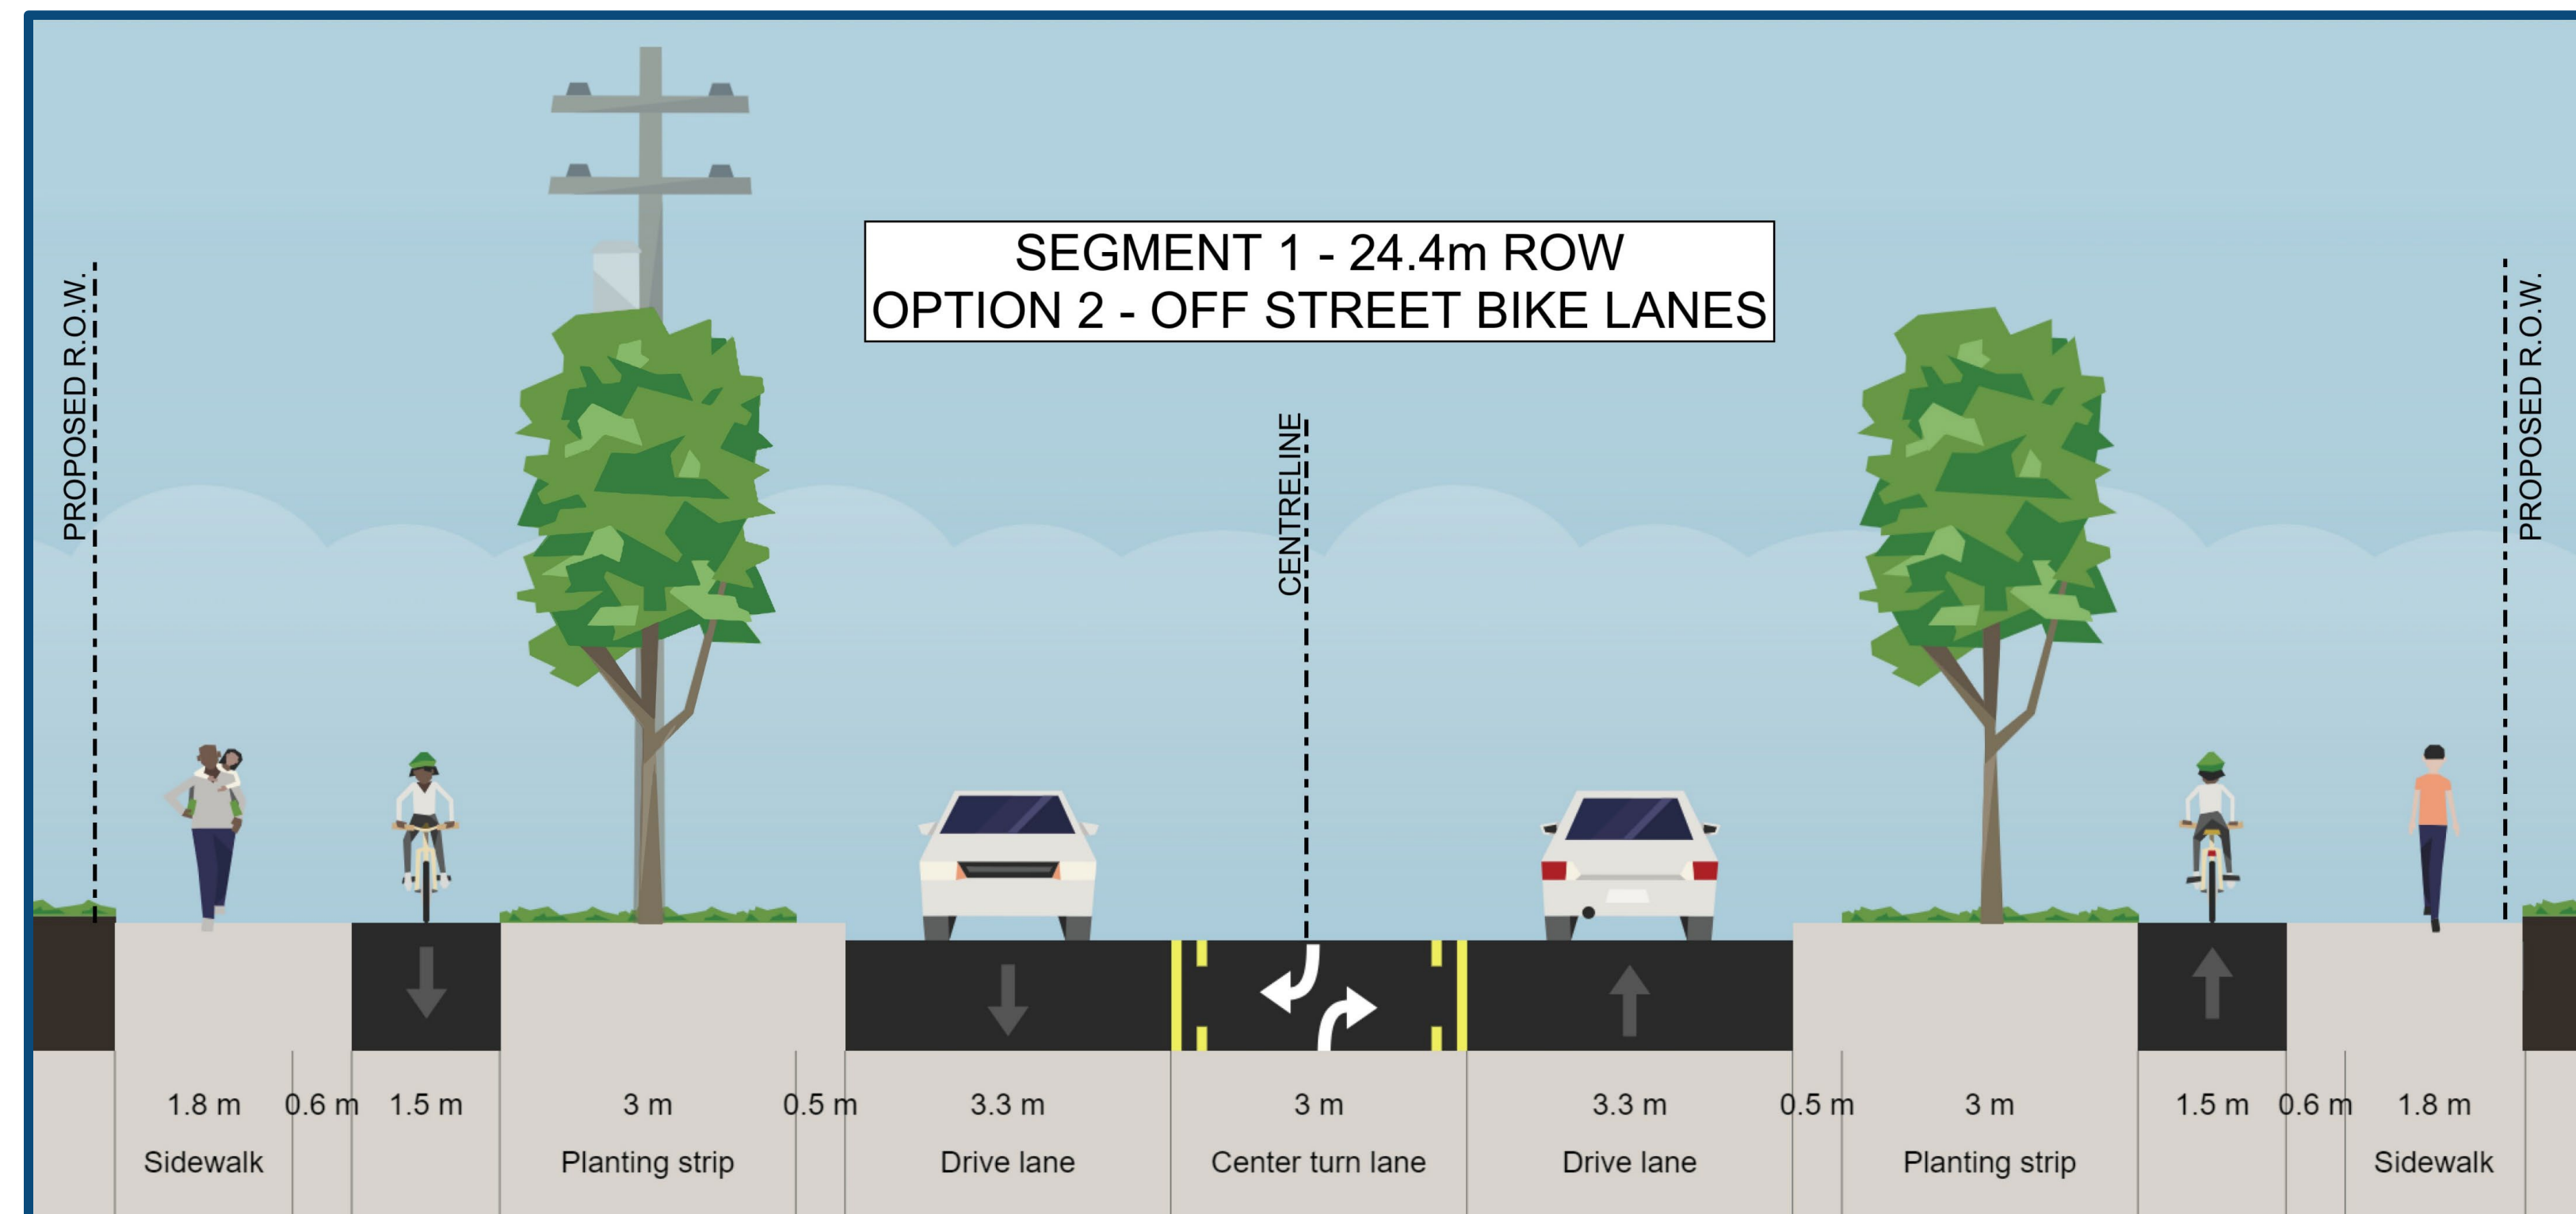 SEGMENT 1 - 24.4m ROW
OPTION 2 - OFF STREET BIKE LANES
PROPOSED R.O.W.
CENTRELINE
PROPOSED R.O.W.
1.8 m 0.6 m 1.5 m 3 m 0.5 m 3.3 m 3 m 3.3 m 0.5 m 3 m 1.5 m 0.6 m 1.8 m
Sidewalk Planting strip Drive lane Center turn lane Drive lane Planting strip Sidewalk